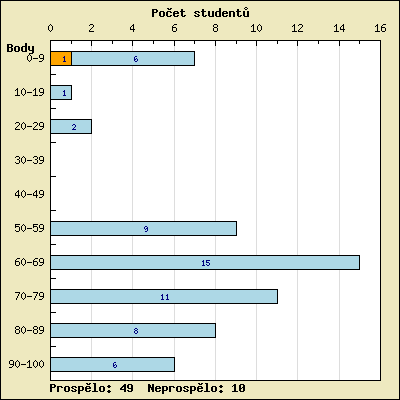 Počet studentů
0 2 4 6 8 10 12 14 16
Body
0-9 1 6
10-19 1
20-29 2
30-39
40-49
50-59 9
60-69 15
70-79 11
80-89 8
90-100 6
Prospělo: 49 Neprospělo: 10